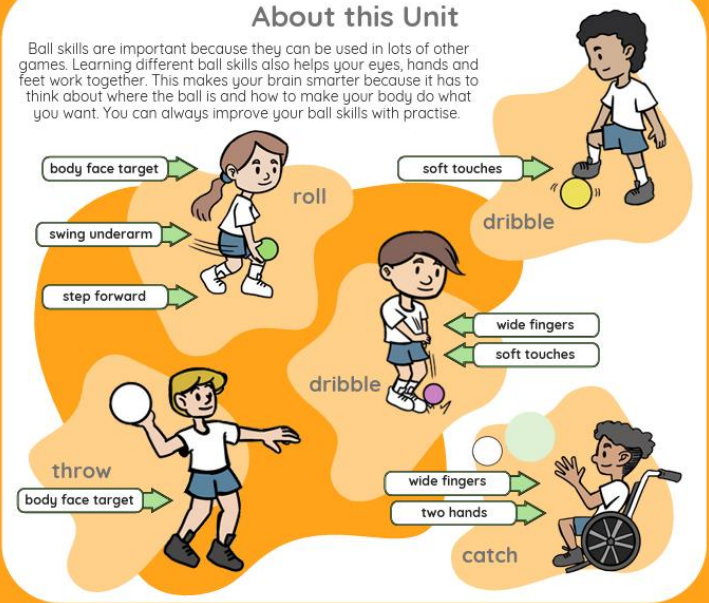 About this Unit
Ball skills are important because they can be used in lots of other
games. Learning different ball skills also helps your eyes, hands and
feet work together. This makes your brain smarter because it has to
think about where the ball is and how to make your body do what
you want. You can always improve your ball skills with practise.
body face target
roll
swing underarm
step forward
soft touches
dribble
wide fingers
soft touches
dribble
throw
body face target
wide fingers
two hands
catch